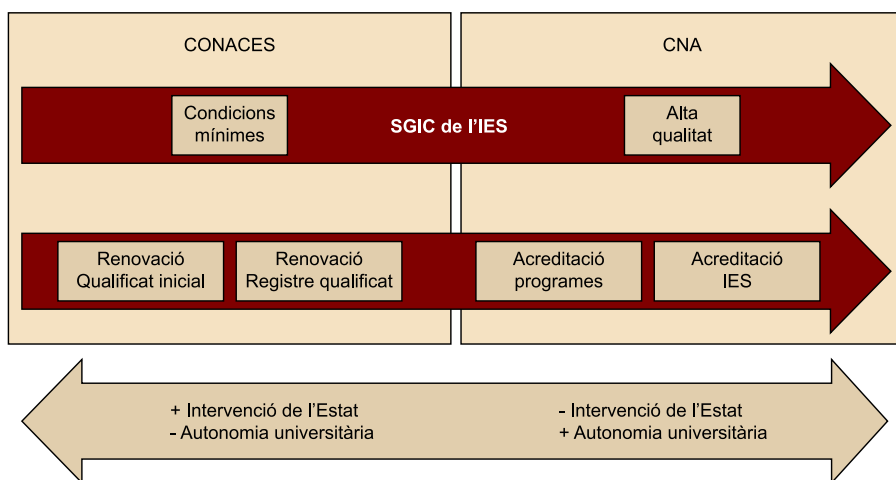 CONACES
CNA
Condicions
mínimes
SGIC de l'IES
Alta
qualitat
Renovació
Qualificat inicial
Renovació
Registre qualificat
Acreditació
programes
Acreditació
IES
+ Intervenció de l'Estat
- Autonomia universitària
- Intervenció de l'Estat
+ Autonomia universitària